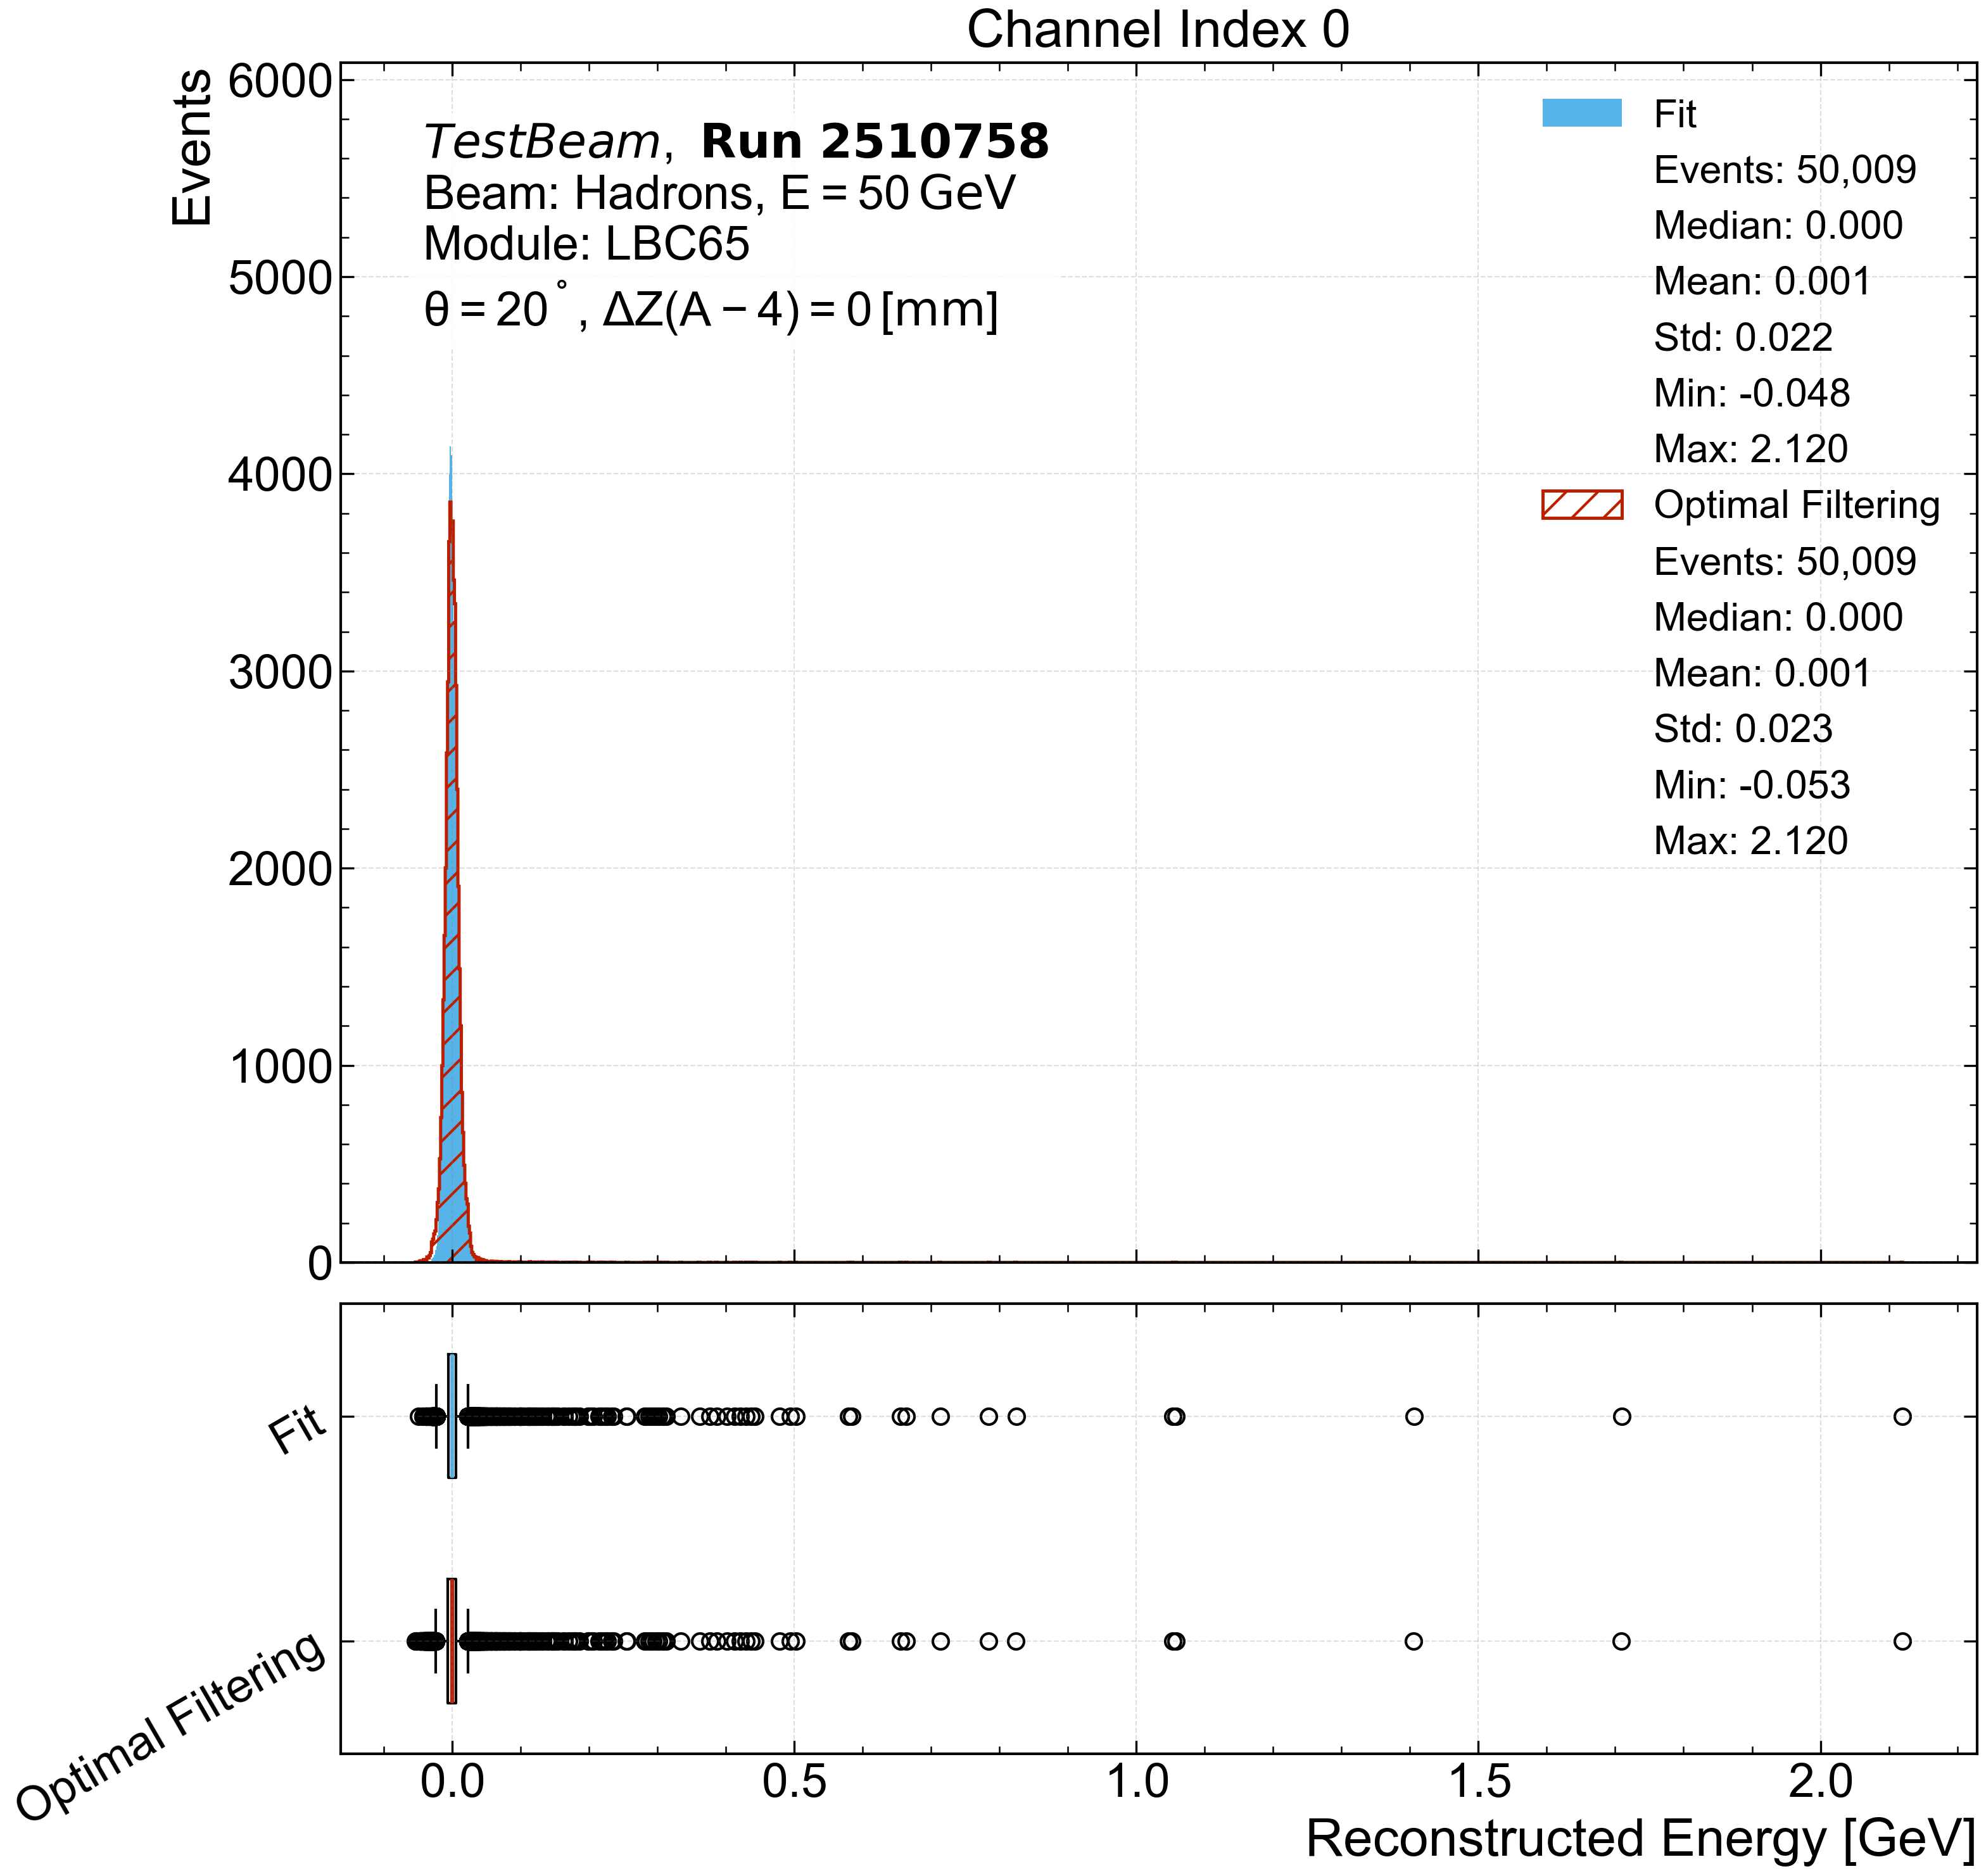 Channel Index 0
Events
6000
5000
4000
3000
2000
1000
0
TestBeam, Run 2510758
Beam: Hadrons, E = 50 GeV
Module: LBC65
θ = 20°, ΔZ(A − 4) = 0 [mm]
Fit
Events: 50,009
Median: 0.000
Mean: 0.001
Std: 0.022
Min: -0.048
Max: 2.120
Optimal Filtering
Events: 50,009
Median: 0.000
Mean: 0.001
Std: 0.023
Min: -0.053
Max: 2.120
Fit
Optimal Filtering
0.0 0.5 1.0 1.5 2.0
Reconstructed Energy [GeV]